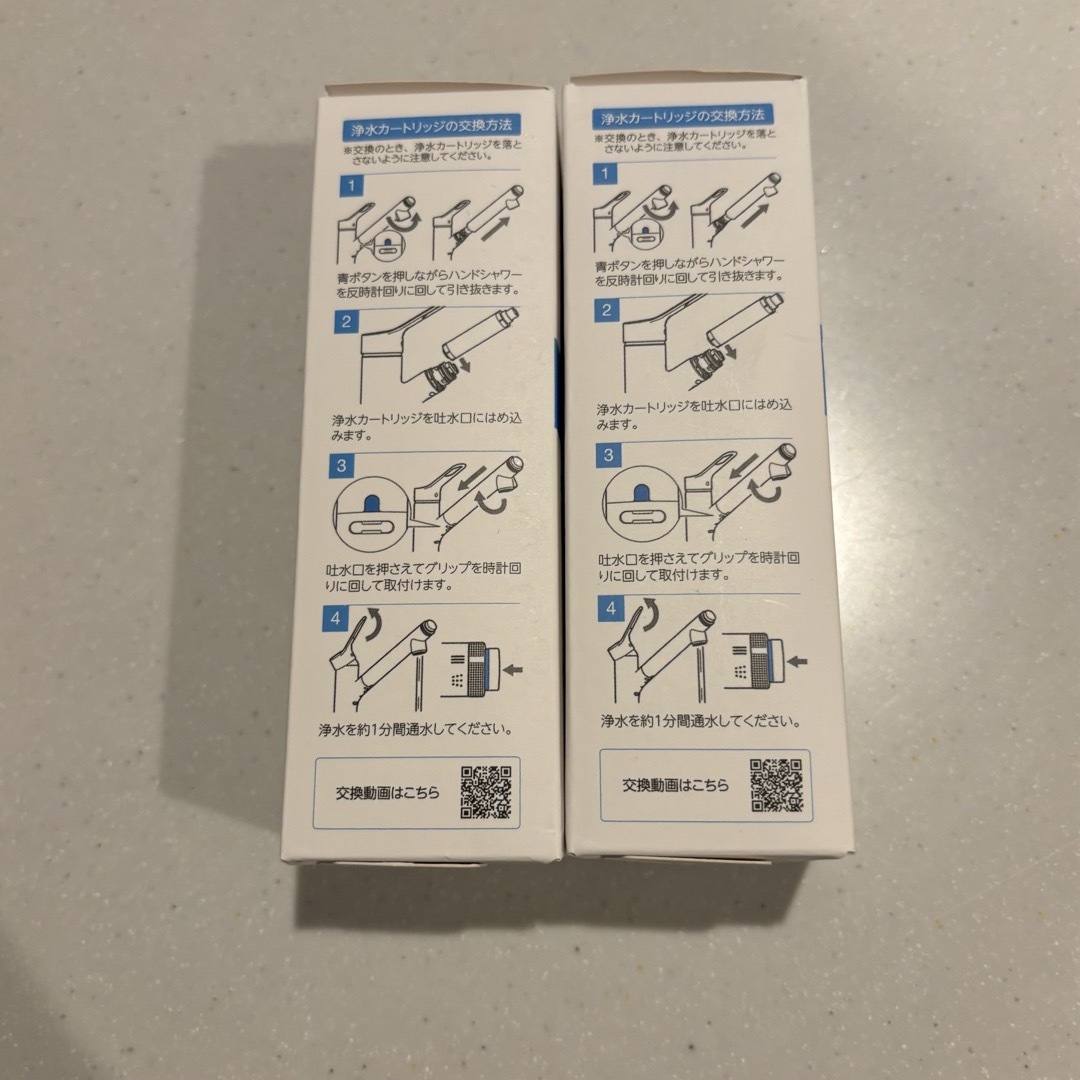 浄水カートリッジの交換方法
※交換のとき、浄水カートリッジを落と
さないように注意してください。
1
青ボタンを押しながらハンドシャワー
を反時計回りに回して引き抜きます。
2
浄水カートリッジを吐水口にはめ込
みます。
3
吐水口を押さえてグリップを時計回
りに回して取付けます。
4
浄水を約1分間通水してください。
交換動画はこちら
浄水カートリッジの交換方法
※交換のとき、浄水カートリッジを落と
さないように注意してください。
1
青ボタンを押しながらハンドシャワー
を反時計回りに回して引き抜きます。
2
浄水カートリッジを吐水口にはめ込
みます。
3
吐水口を押さえてグリップを時計回
りに回して取付けます。
4
浄水を約1分間通水してください。
交換動画はこちら